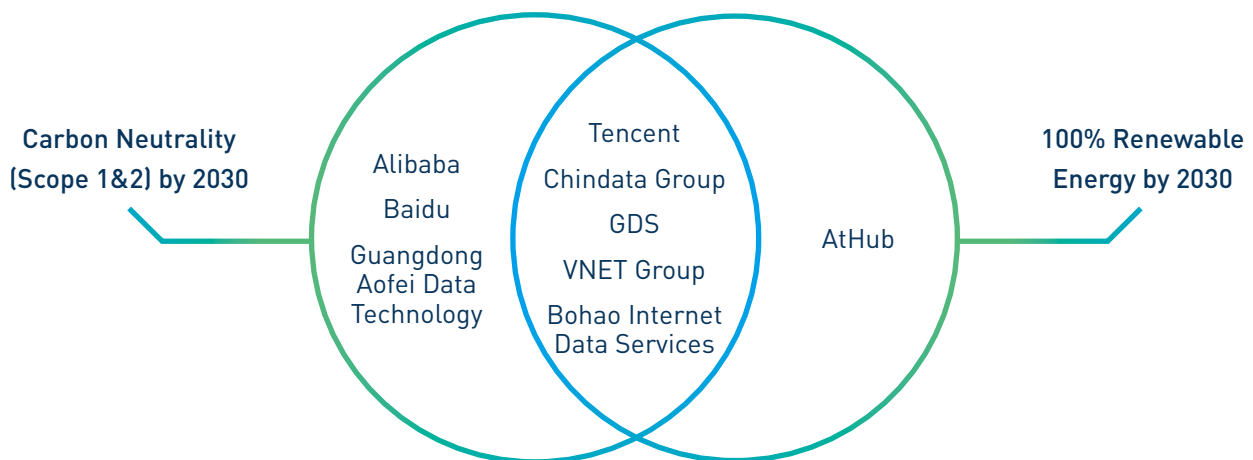 Carbon Neutrality
(Scope 1&2) by 2030
Alibaba
Baidu
Guangdong
Aofei Data
Technology
Tencent
Chindata Group
GDS
VNET Group
Bohao Internet
Data Services
AtHub
100% Renewable
Energy by 2030